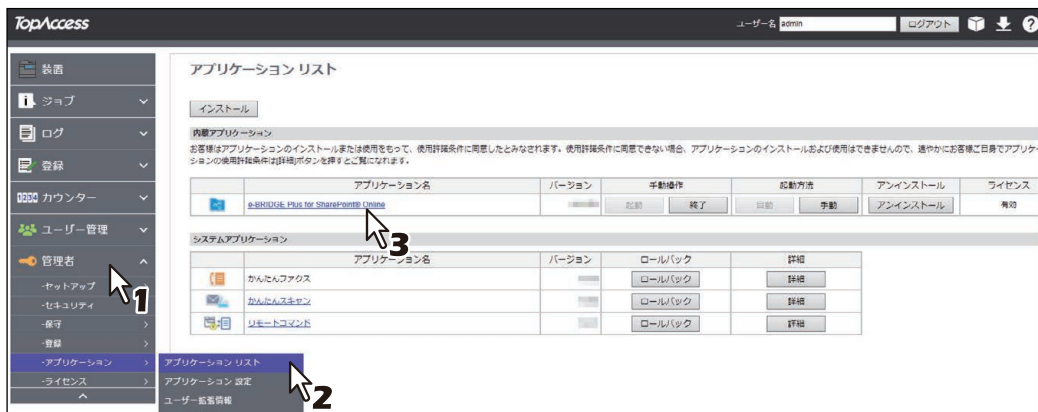 TopAccess
ユーザー名 admin ログアウト ?
装置
ジョブ
ログ
登録
カウンター
ユーザー管理
管理者
-セットアップ
-セキュリティ
-保守
-登録
-アプリケーション
-ライセンス
アプリケーション リスト
アプリケーション 設定
ユーザー拡張情報
1
2
アプリケーション リスト
インストール
内蔵アプリケーション
お客様はアプリケーションのインストールまたは使用をもって、使用許諾条件に同意したとみなされます。使用許諾条件に同意できない場合、アプリケーションのインストールおよび使用はできませんので、速やかにお客様ご自身でアプリケー
ションの使用許諾条件は[詳細]ボタンを押すとご覧になれます。
アプリケーション名 バージョン 手動操作 起動方法 アンインストール ライセンス
e-BRIDGE Plus for SharePoint® Online 起動 終了 自動 手動 アンインストール 有効
3
システムアプリケーション
アプリケーション名 バージョン ロールバック 詳細
かんたんファクス ロールバック 詳細
かんたんスキャン ロールバック 詳細
リモートコマンド ロールバック 詳細